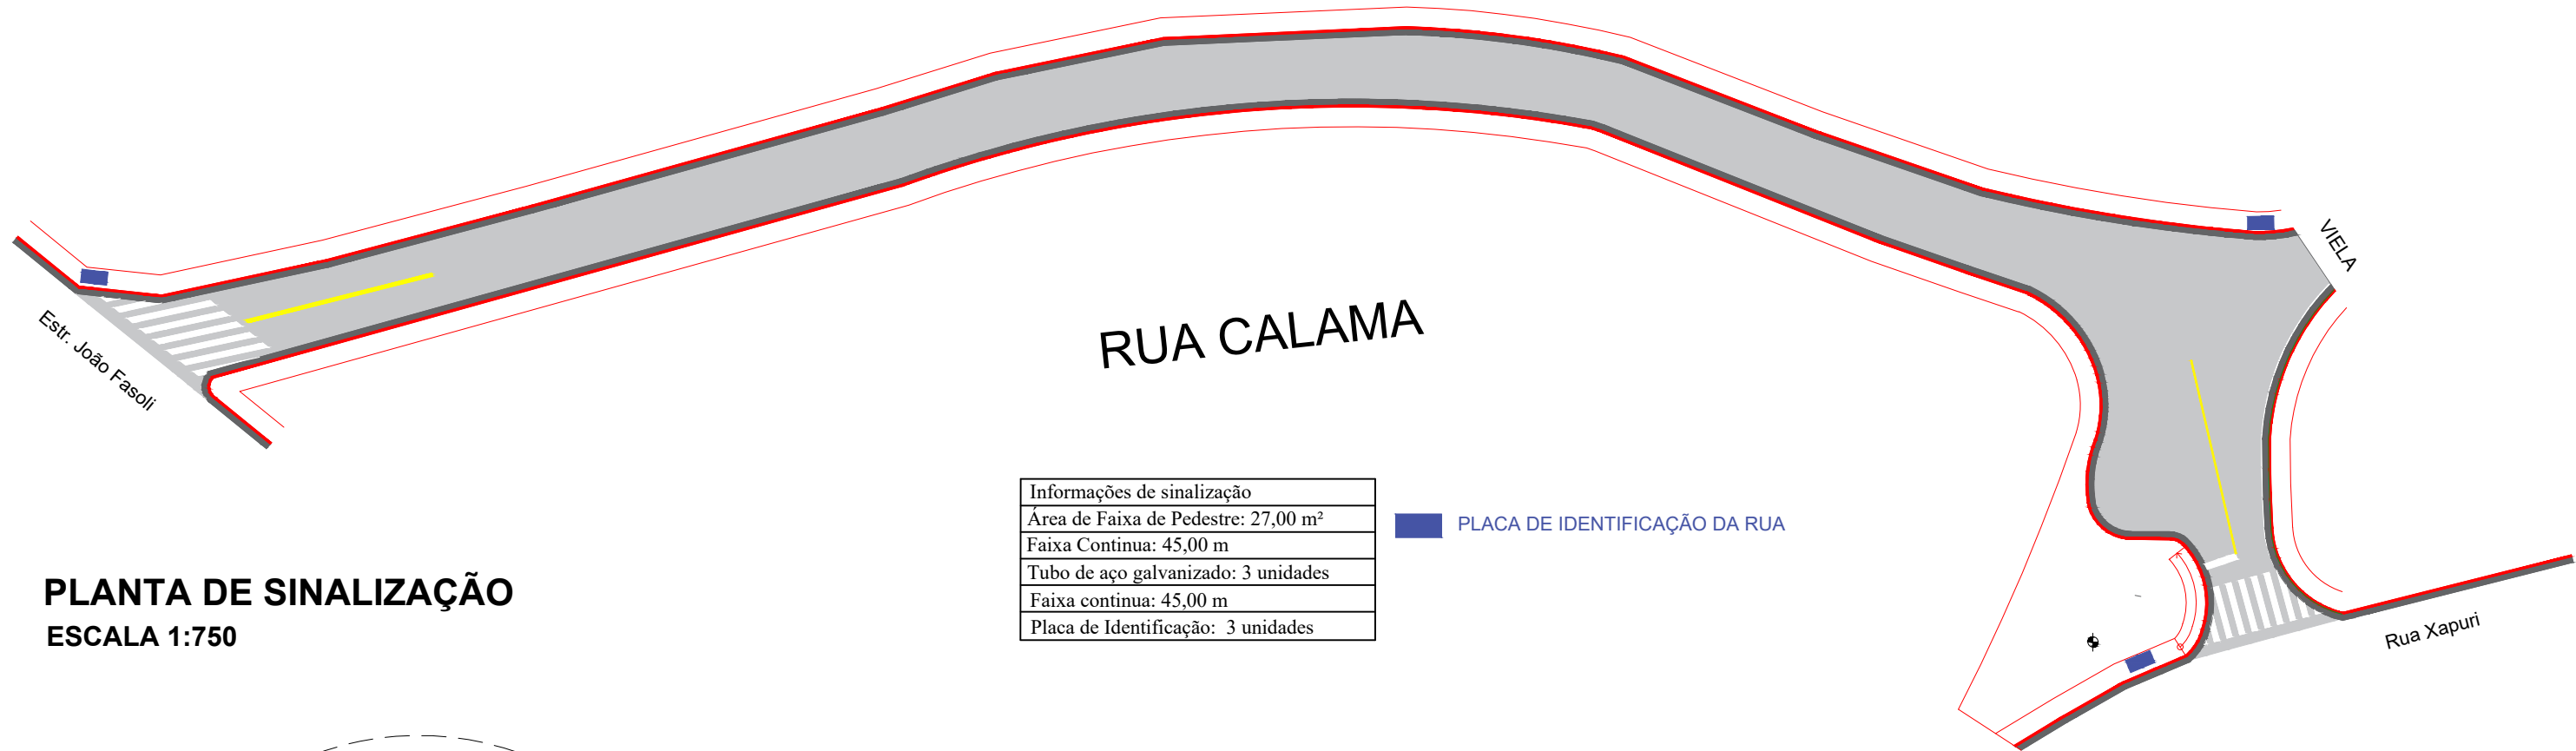 VIELA
Estr. João Fasoli
RUA CALAMA
Informações de sinalização
Área de Faixa de Pedestre: 27,00 m²
Faixa Continua: 45,00 m
Tubo de aço galvanizado: 3 unidades
Faixa continua: 45,00 m
Placa de Identificação: 3 unidades
PLACA DE IDENTIFICAÇÃO DA RUA
PLANTA DE SINALIZAÇÃO
ESCALA 1:750
Rua Xapuri